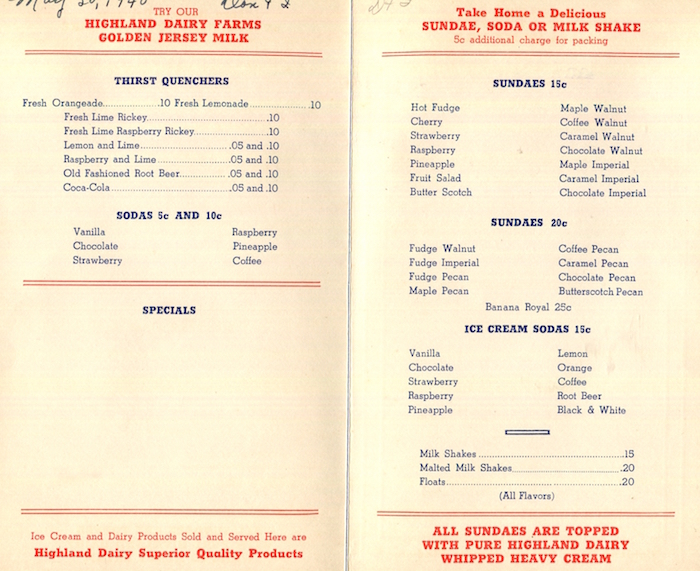 May 20, 1940
TRY OUR
HIGHLAND DAIRY FARMS
GOLDEN JERSEY MILK
THIRST QUENCHERS
Fresh Orangeade..................10 Fresh Lemonade..................10
Fresh Lime Rickey..................10
Fresh Lime Raspberry Rickey..................10
Lemon and Lime..................05 and .10
Raspberry and Lime..................05 and .10
Old Fashioned Root Beer..................05 and .10
Coca-Cola..................05 and .10
SODAS 5c AND 10c
Vanilla Raspberry
Chocolate Pineapple
Strawberry Coffee
SPECIALS
Ice Cream and Dairy Products Sold and Served Here are
Highland Dairy Superior Quality Products
Take Home a Delicious
SUNDAE, SODA OR MILK SHAKE
5c additional charge for packing
SUNDAES 15c
Hot Fudge Maple Walnut
Cherry Coffee Walnut
Strawberry Caramel Walnut
Raspberry Chocolate Walnut
Pineapple Maple Imperial
Fruit Salad Caramel Imperial
Butter Scotch Chocolate Imperial
SUNDAES 20c
Fudge Walnut Coffee Pecan
Fudge Imperial Caramel Pecan
Fudge Pecan Chocolate Pecan
Maple Pecan Butterscotch Pecan
Banana Royal 25c
ICE CREAM SODAS 15c
Vanilla Lemon
Chocolate Orange
Strawberry Coffee
Raspberry Root Beer
Pineapple Black & White
Milk Shakes..................15
Malted Milk Shakes..................20
Floats..................20
(All Flavors)
ALL SUNDAES ARE TOPPED
WITH PURE HIGHLAND DAIRY
WHIPPED HEAVY CREAM